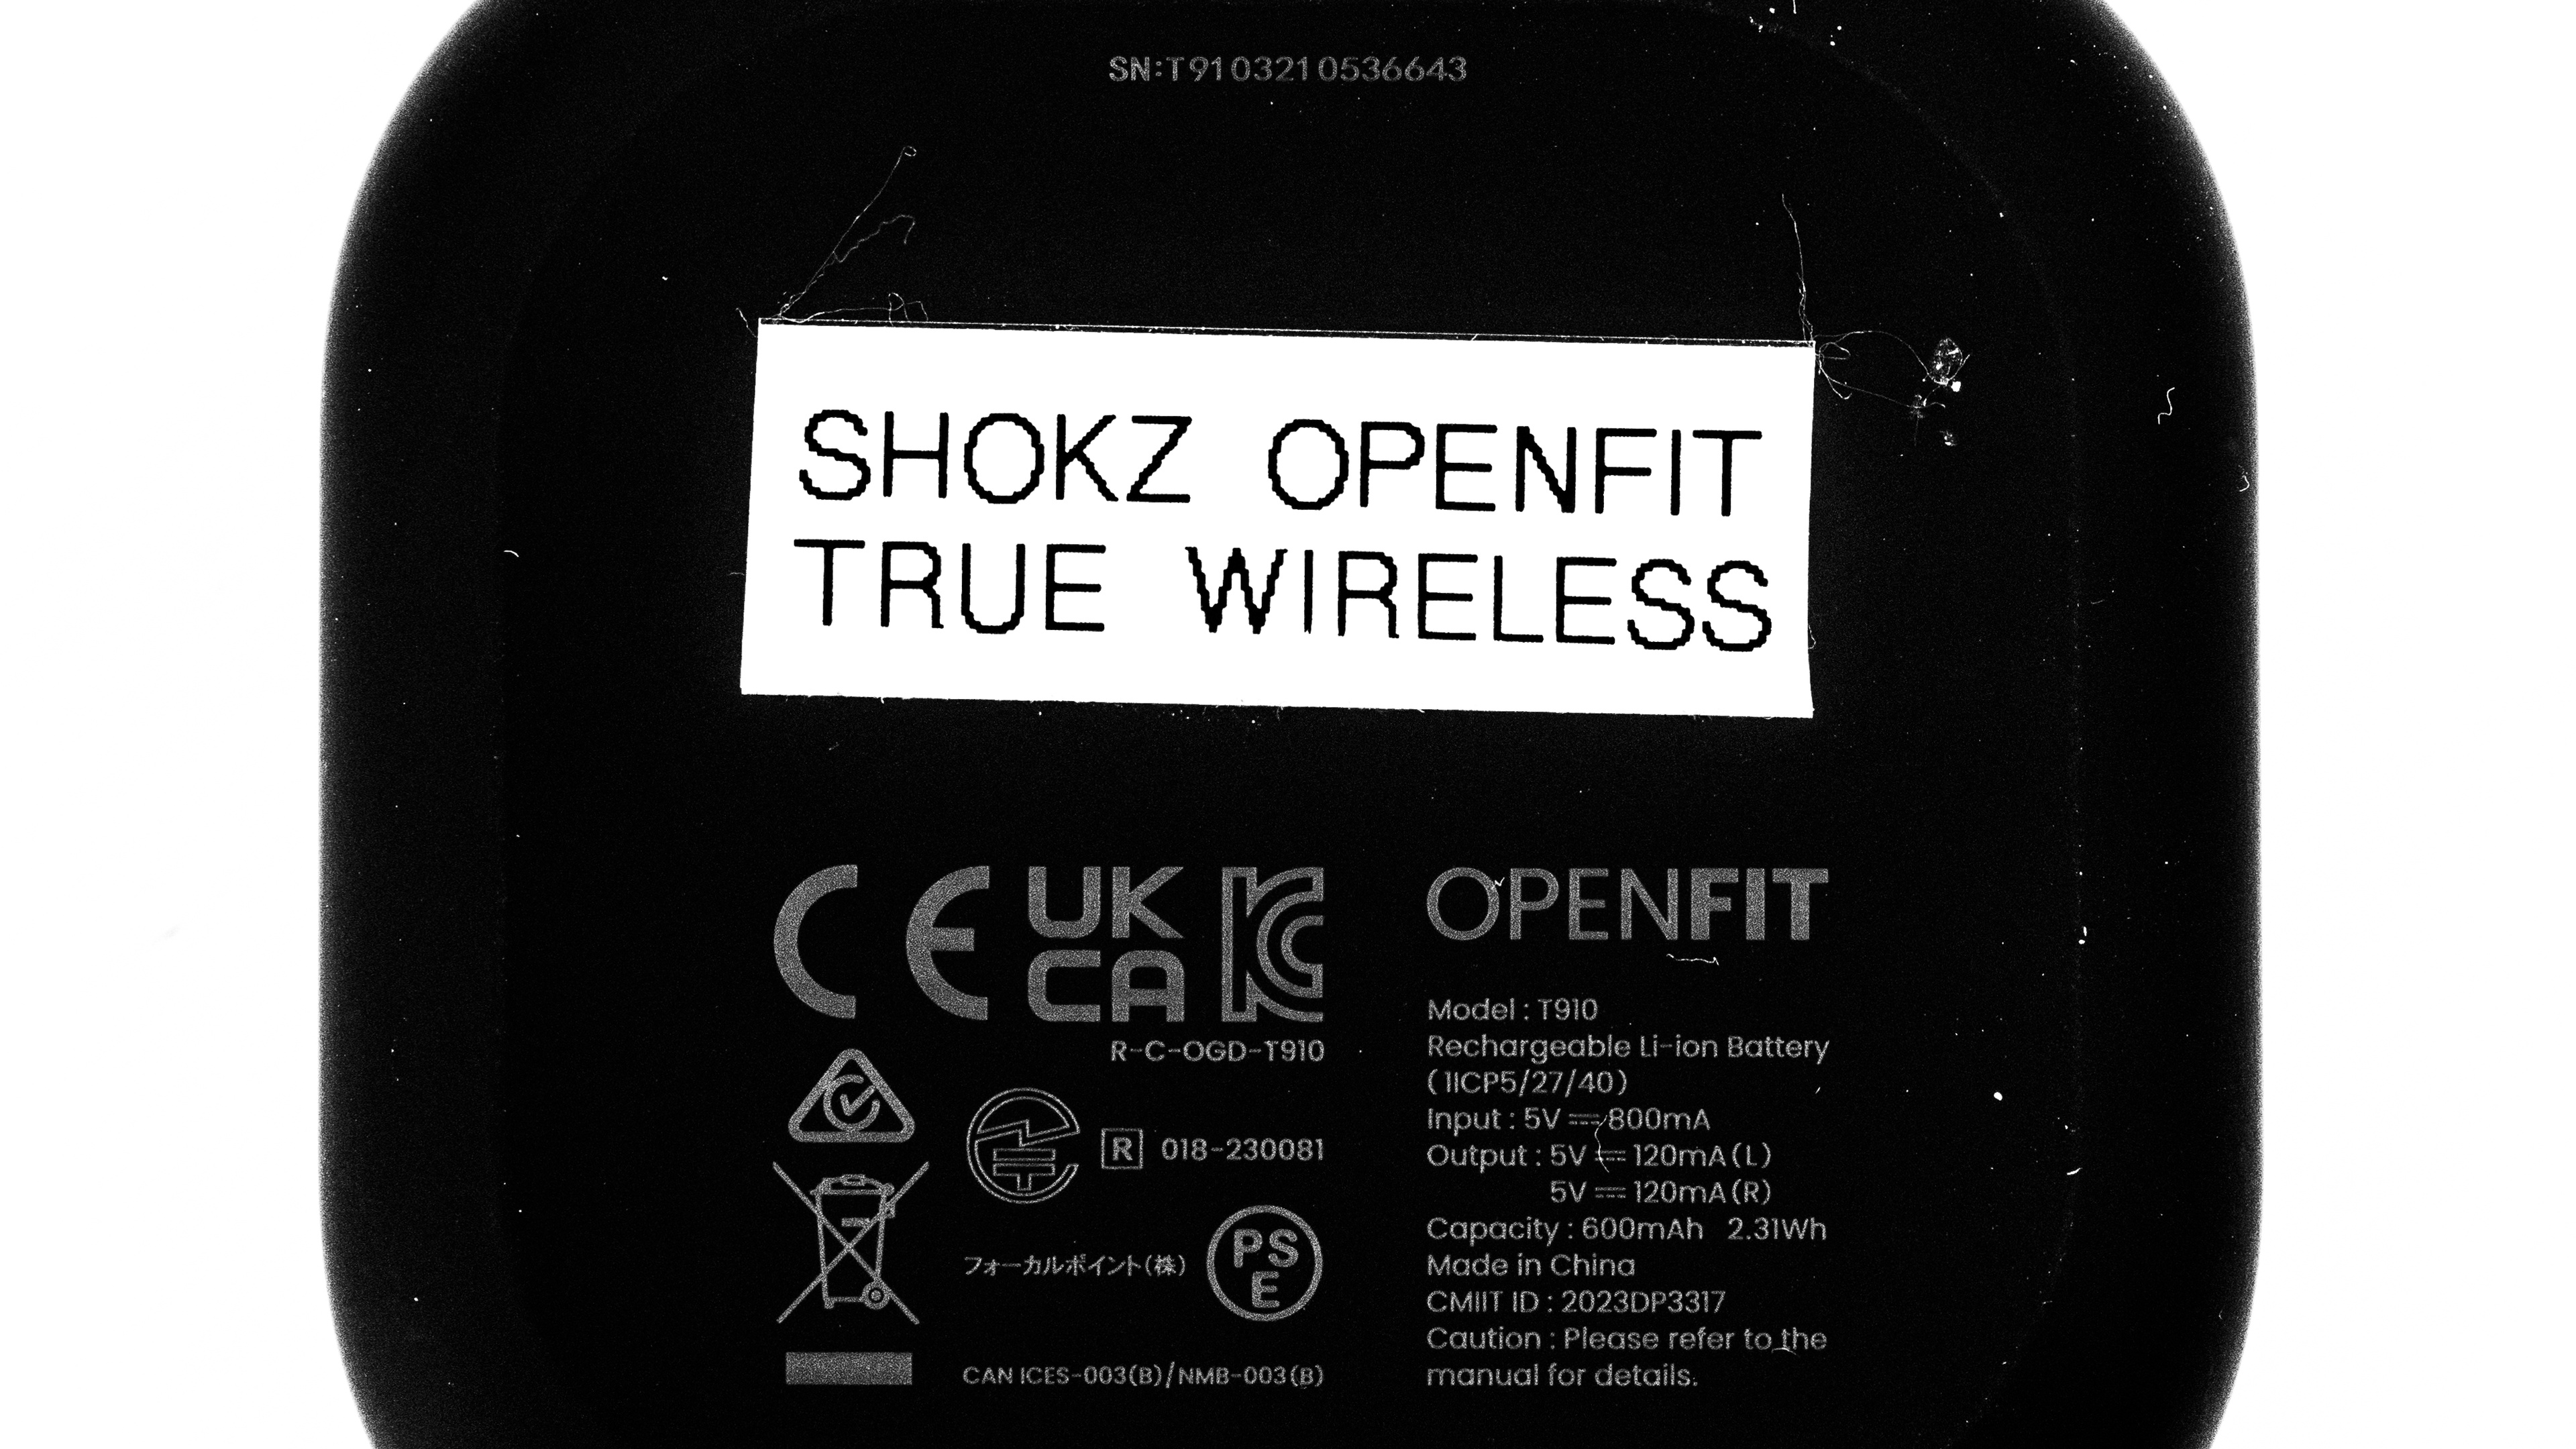 SN:T9103210536643
SHOKZ OPENFIT
TRUE WIRELESS
CE UK CA KC
R-C-OGD-T910
R 018-230081
フォーカルポイント(株)
PSE
CAN ICES-003(B)/NMB-003(B)
OPENFIT
Model : T910
Rechargeable Li-ion Battery
(1ICP5/27/40)
Input : 5V ⎓ 800mA
Output : 5V ⎓ 120mA(L)
5V ⎓ 120mA(R)
Capacity : 600mAh 2.31Wh
Made in China
CMIIT ID : 2023DP3317
Caution : Please refer to the
manual for details.